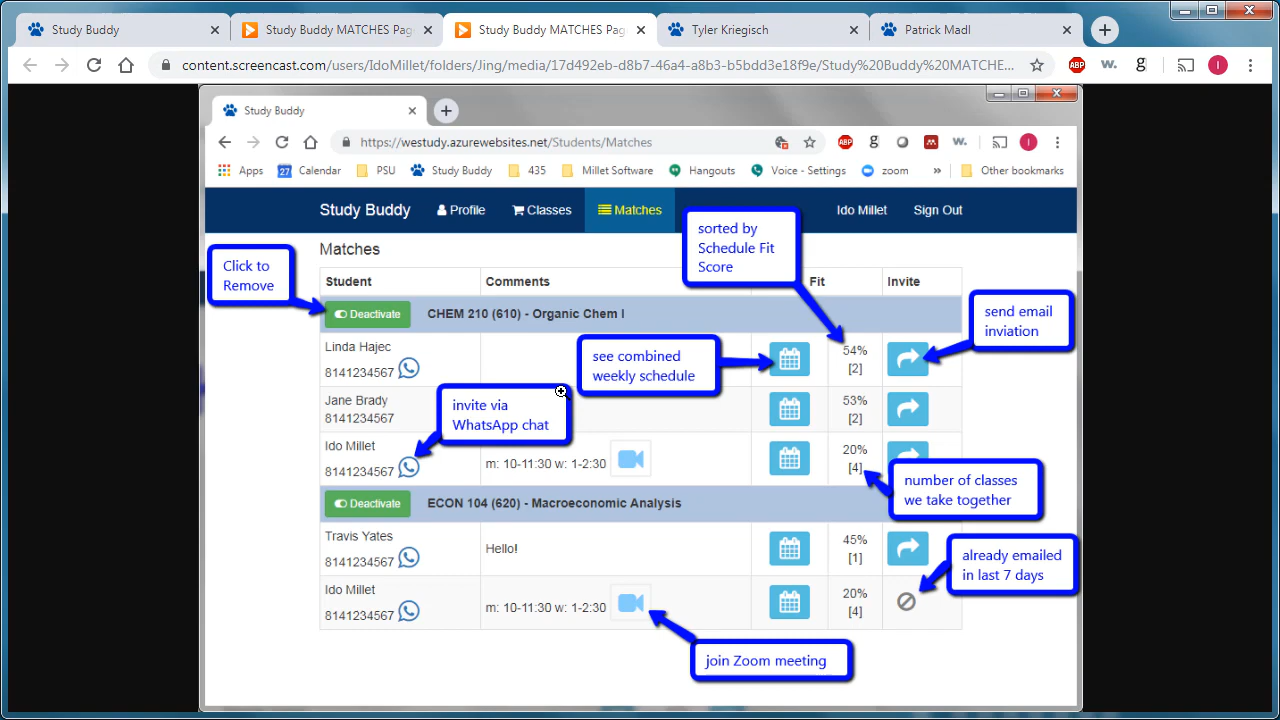 Study Buddy
Study Buddy MATCHES Pag
Study Buddy MATCHES Pag
Tyler Kriegisch
Patrick Madl
content.screencast.com/users/IdoMillet/folders/Jing/media/17d492eb-d8b7-46a4-a8b3-b5bdd3e18f9e/Study%20Buddy%20MATCHE...
ABP
w.
g
I
Study Buddy
https://westudy.azurewebsites.net/Students/Matches
ABP
g
w.
I
Apps
27
Calendar
PSU
Study Buddy
435
Millet Software
Hangouts
Voice - Settings
zoom
»
Other bookmarks
Study Buddy
Profile
Classes
Matches
Ido Millet
Sign Out
Matches
sorted by
Schedule Fit
Score
Click to
Remove
Student
Comments
Fit
Invite
Deactivate
CHEM 210 (610) - Organic Chem I
send email
inviation
Linda Hajec
8141234567
see combined
weekly schedule
54%
[2]
Jane Brady
8141234567
invite via
WhatsApp chat
53%
[2]
Ido Millet
8141234567
m: 10-11:30 w: 1-2:30
20%
[4]
number of classes
we take together
Deactivate
ECON 104 (620) - Macroeconomic Analysis
Travis Yates
8141234567
Hello!
45%
[1]
already emailed
in last 7 days
Ido Millet
8141234567
m: 10-11:30 w: 1-2:30
20%
[4]
join Zoom meeting